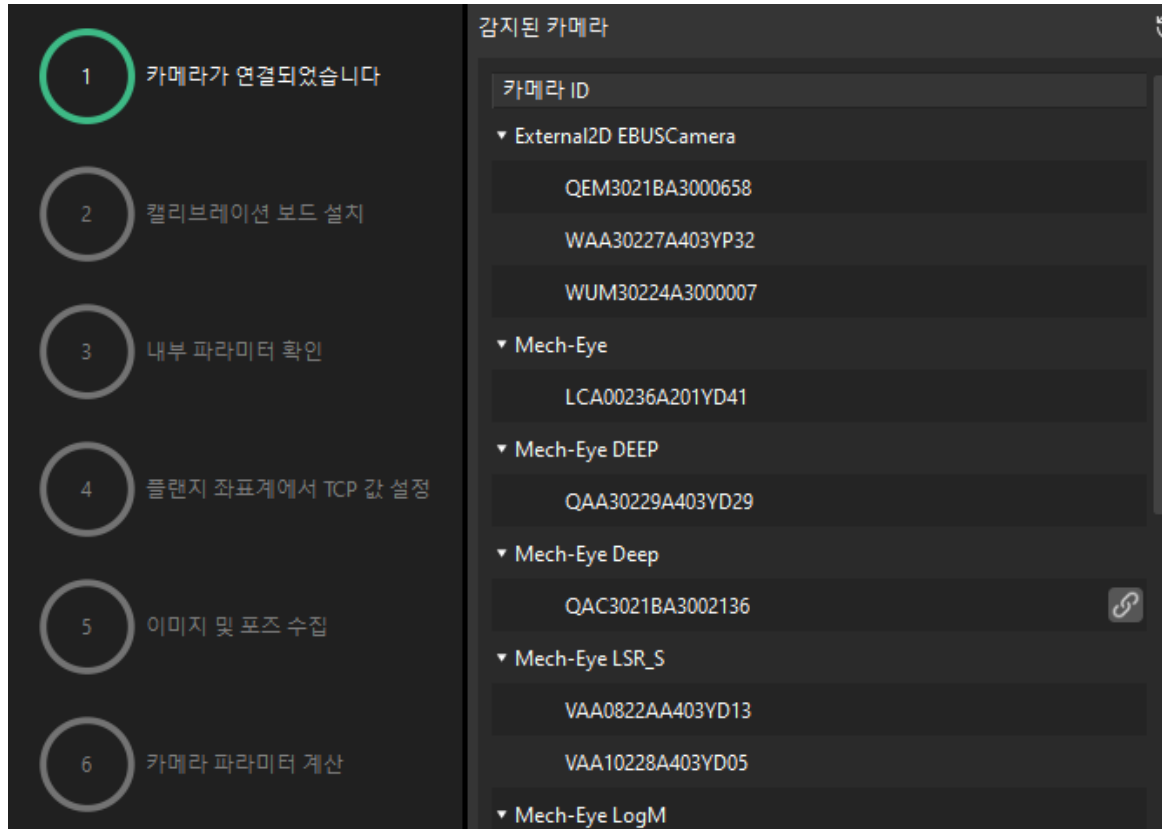 1
카메라가 연결되었습니다
2
캘리브레이션 보드 설치
3
내부 파라미터 확인
4
플랜지 좌표계에서 TCP 값 설정
5
이미지 및 포즈 수집
6
카메라 파라미터 계산
감지된 카메라
카메라 ID
External2D EBUSCamera
QEM3021BA3000658
WAA30227A403YP32
WUM30224A3000007
Mech-Eye
LCA00236A201YD41
Mech-Eye DEEP
QAA30229A403YD29
Mech-Eye Deep
QAC3021BA3002136
Mech-Eye LSR_S
VAA0822AA403YD13
VAA10228A403YD05
Mech-Eye LogM